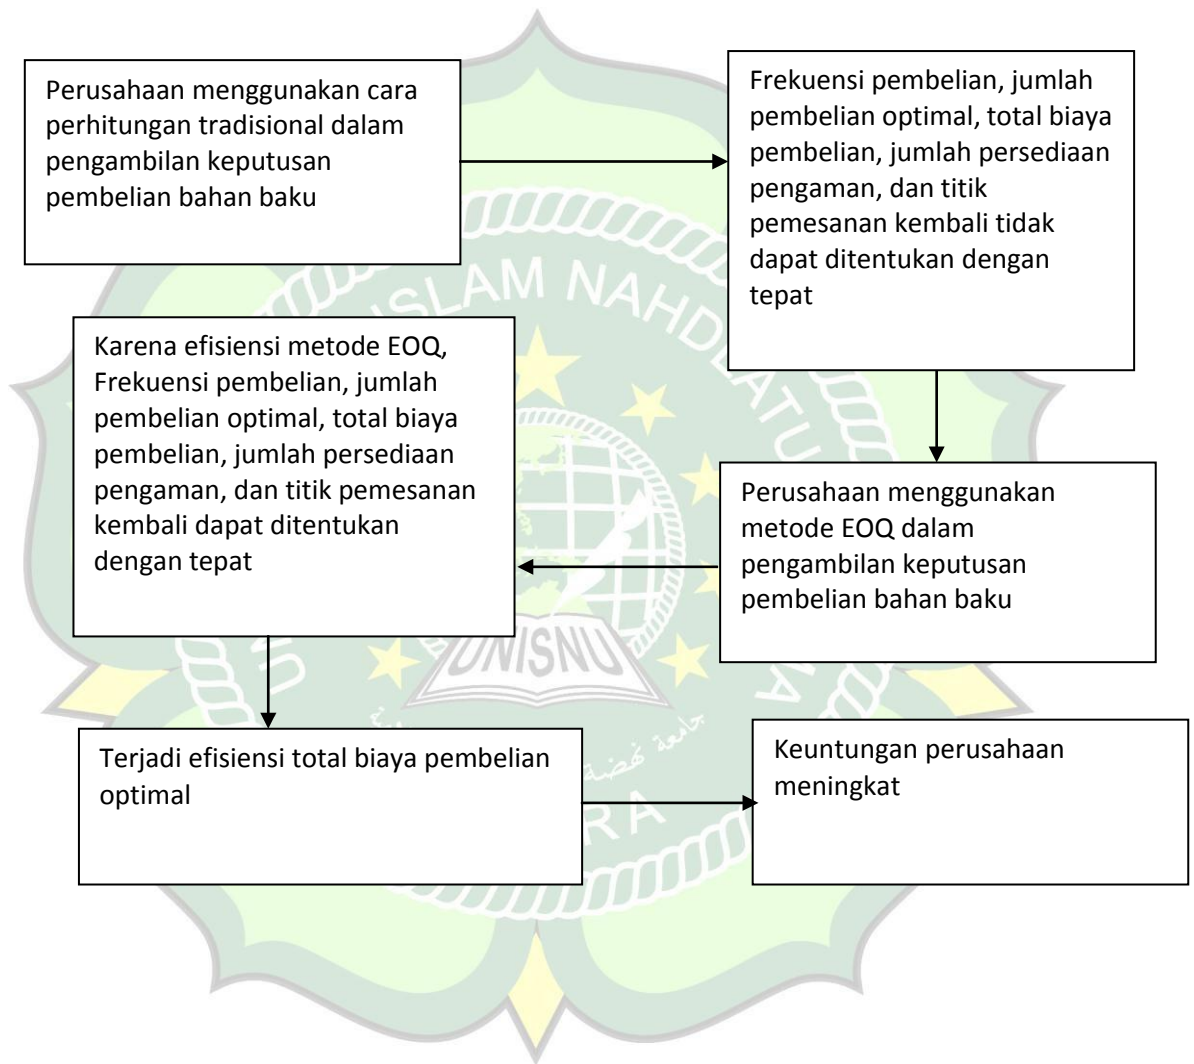 Perusahaan menggunakan cara
perhitungan tradisional dalam
pengambilan keputusan
pembelian bahan baku
Frekuensi pembelian, jumlah
pembelian optimal, total biaya
pembelian, jumlah persediaan
pengaman, dan titik
pemesanan kembali tidak
dapat ditentukan dengan
tepat
Perusahaan menggunakan
metode EOQ dalam
pengambilan keputusan
pembelian bahan baku
Karena efisiensi metode EOQ,
Frekuensi pembelian, jumlah
pembelian optimal, total biaya
pembelian, jumlah persediaan
pengaman, dan titik pemesanan
kembali dapat ditentukan
dengan tepat
Terjadi efisiensi total biaya pembelian
optimal
Keuntungan perusahaan
meningkat
ISLAM NAHDLATU
UNISNU